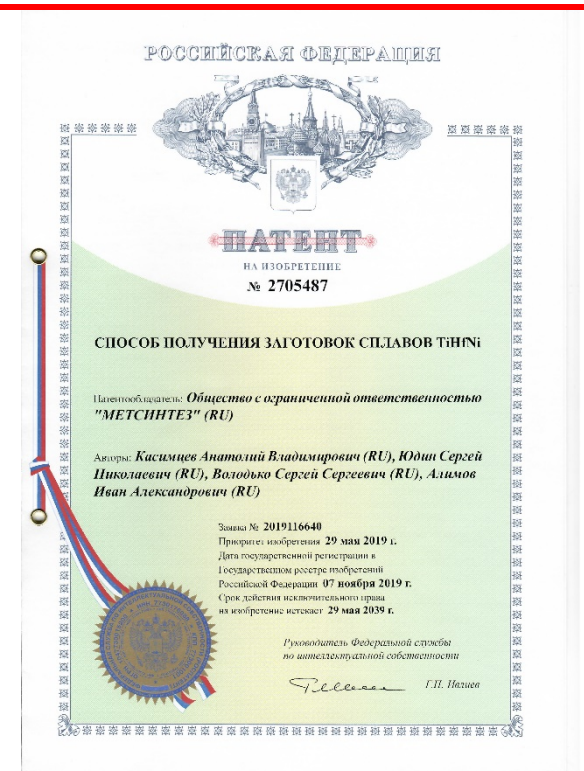 РОССИЙСКАЯ ФЕДЕРАЦИЯ
ПАТЕНТ
НА ИЗОБРЕТЕНИЕ
№ 2705487
СПОСОБ ПОЛУЧЕНИЯ ЗАГОТОВОК СПЛАВОВ TiHfNi
Патентообладатель: Общество с ограниченной ответственностью
"МЕТСИНТЕЗ" (RU)
Авторы: Касимцев Анатолий Владимирович (RU), Юдин Сергей
Николаевич (RU), Володько Сергей Сергеевич (RU), Алимов
Иван Александрович (RU)
Заявка № 2019116640
Приоритет изобретения 29 мая 2019 г.
Дата государственной регистрации в
Государственном реестре изобретений
Российской Федерации 07 ноября 2019 г.
Срок действия исключительного права
на изобретение истекает 29 мая 2039 г.
Руководитель Федеральной службы
по интеллектуальной собственности
Г.П. Ивлиев